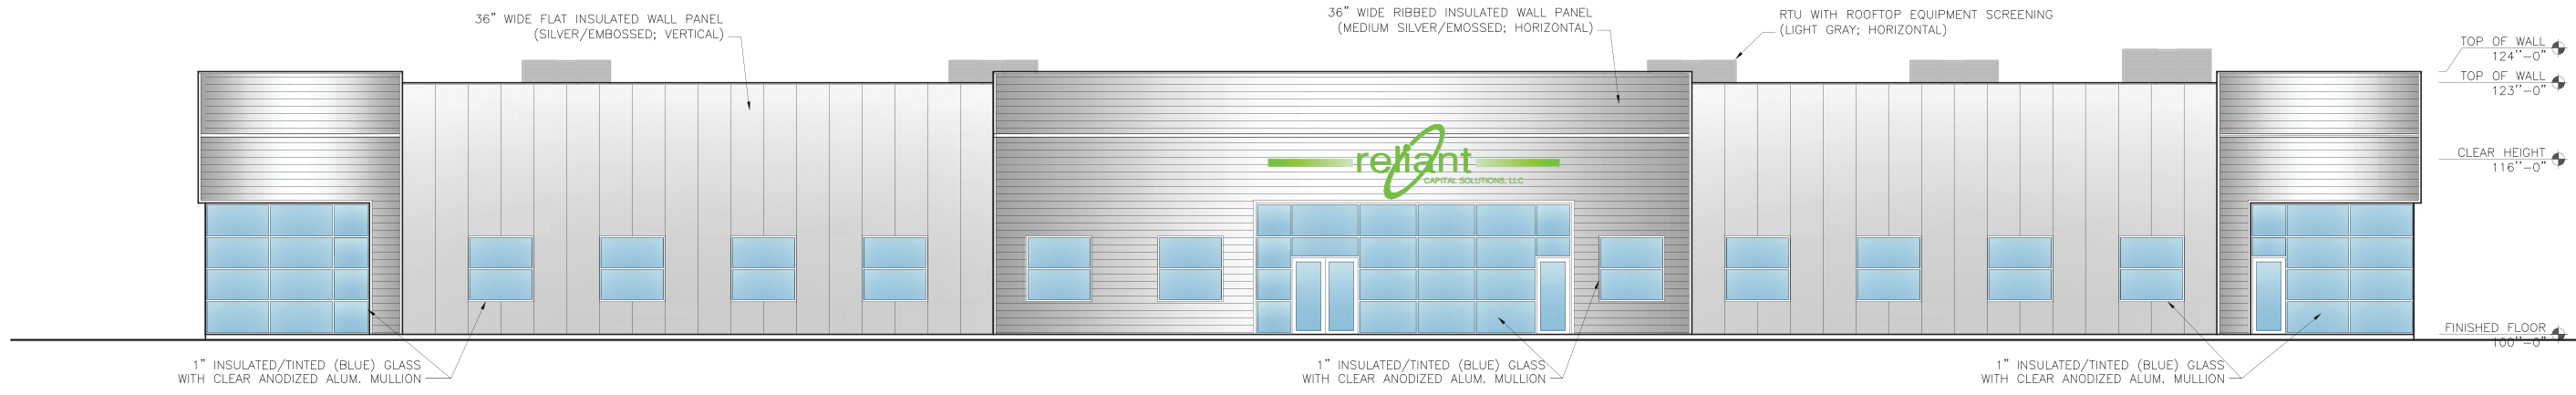 36" WIDE FLAT INSULATED WALL PANEL
(SILVER/EMBOSSED; VERTICAL)
36" WIDE RIBBED INSULATED WALL PANEL
(MEDIUM SILVER/EMOSSED; HORIZONTAL)
RTU WITH ROOFTOP EQUIPMENT SCREENING
(LIGHT GRAY; HORIZONTAL)
TOP OF WALL
124''-0"
TOP OF WALL
123''-0"
CLEAR HEIGHT
116''-0"
FINISHED FLOOR
100''-0"
reliant
CAPITAL SOLUTIONS, LLC
1" INSULATED/TINTED (BLUE) GLASS
WITH CLEAR ANODIZED ALUM. MULLION
1" INSULATED/TINTED (BLUE) GLASS
WITH CLEAR ANODIZED ALUM. MULLION
1" INSULATED/TINTED (BLUE) GLASS
WITH CLEAR ANODIZED ALUM. MULLION